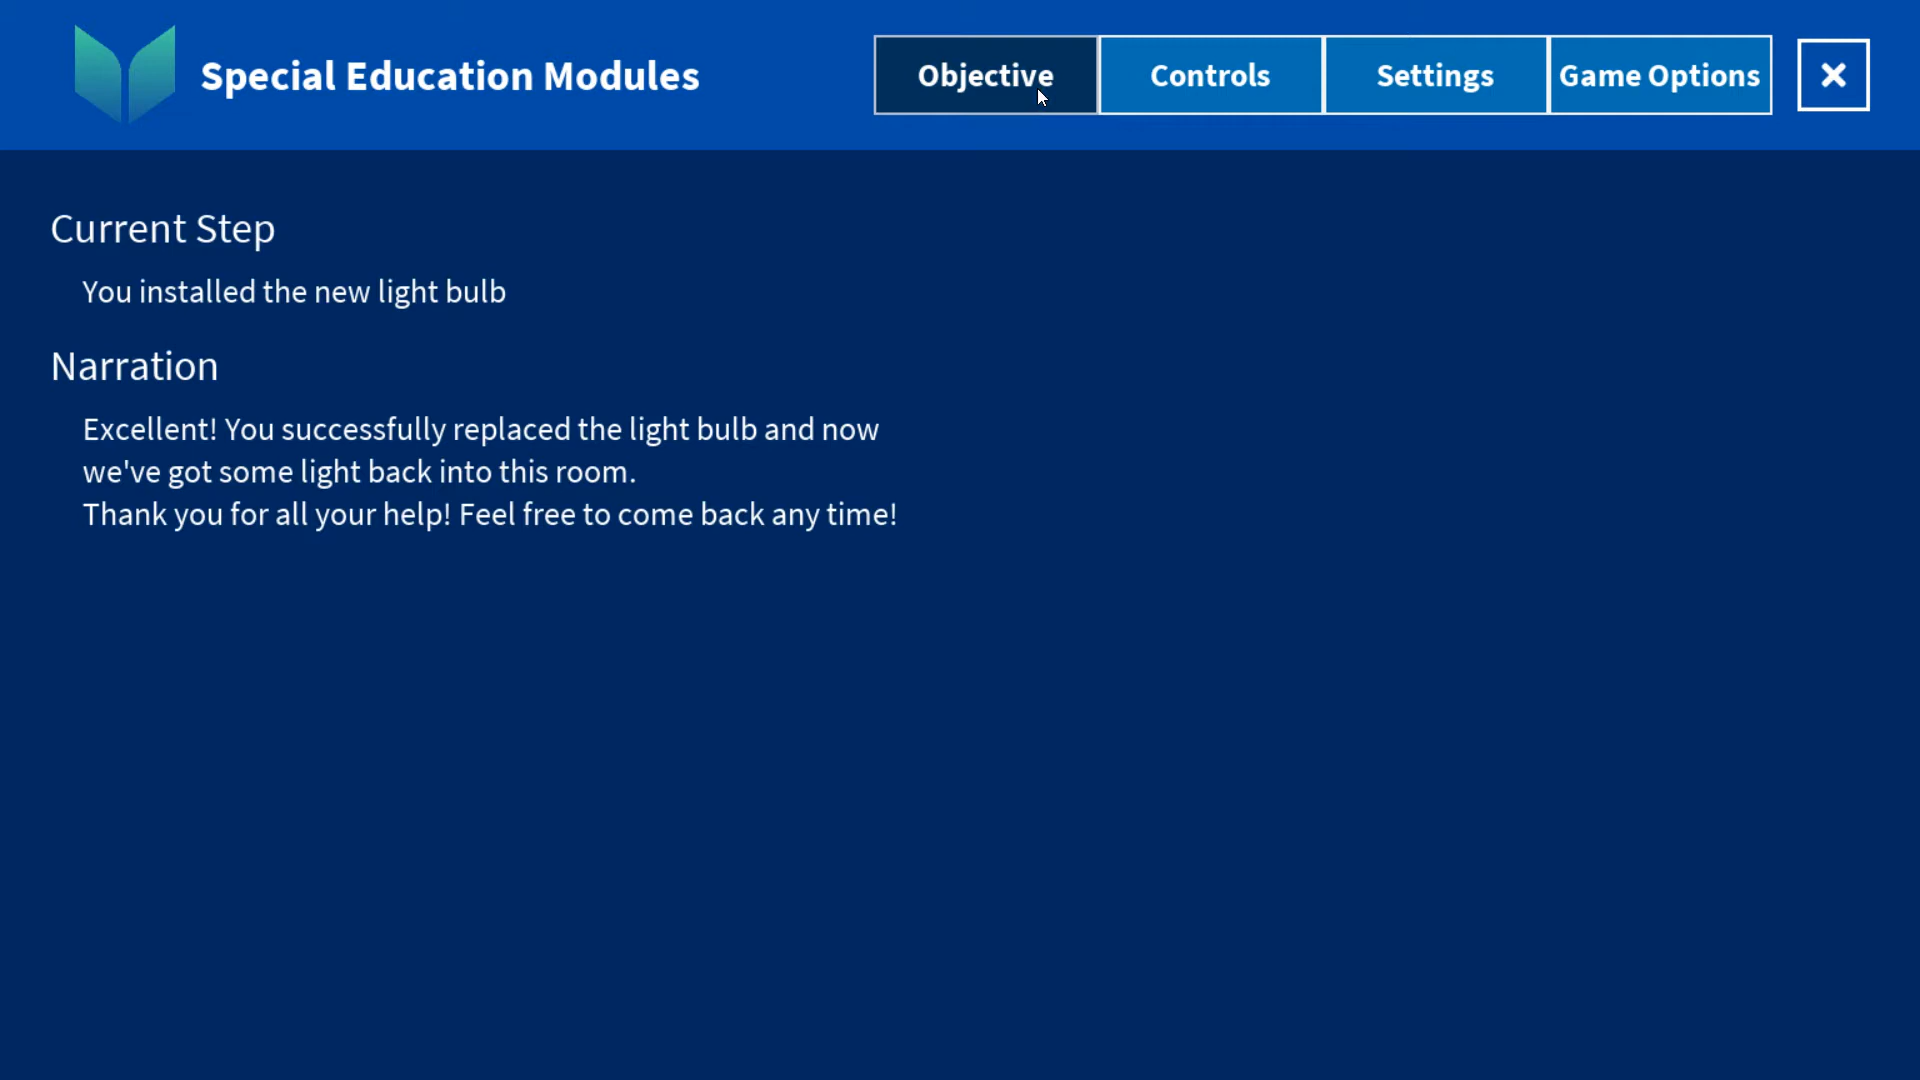 Special Education Modules
Objective
Controls
Settings
Game Options
Current Step
You installed the new light bulb
Narration
Excellent! You successfully replaced the light bulb and now
we've got some light back into this room.
Thank you for all your help! Feel free to come back any time!